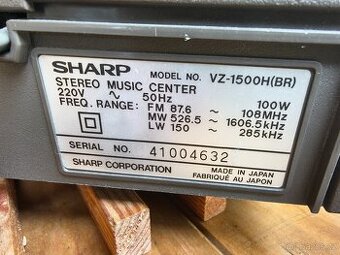 SHARP MODEL NO. VZ-1500H(BR)
STEREO MUSIC CENTER
220V ~ 50Hz 100W
FREQ. RANGE: FM 87.6 ~ 108MHz
MW 526.5 ~ 1606.5kHz
LW 150 ~ 285kHz
SERIAL NO. 41004632
SHARP CORPORATION MADE IN JAPAN
FABRIQUÉ AU JAPON